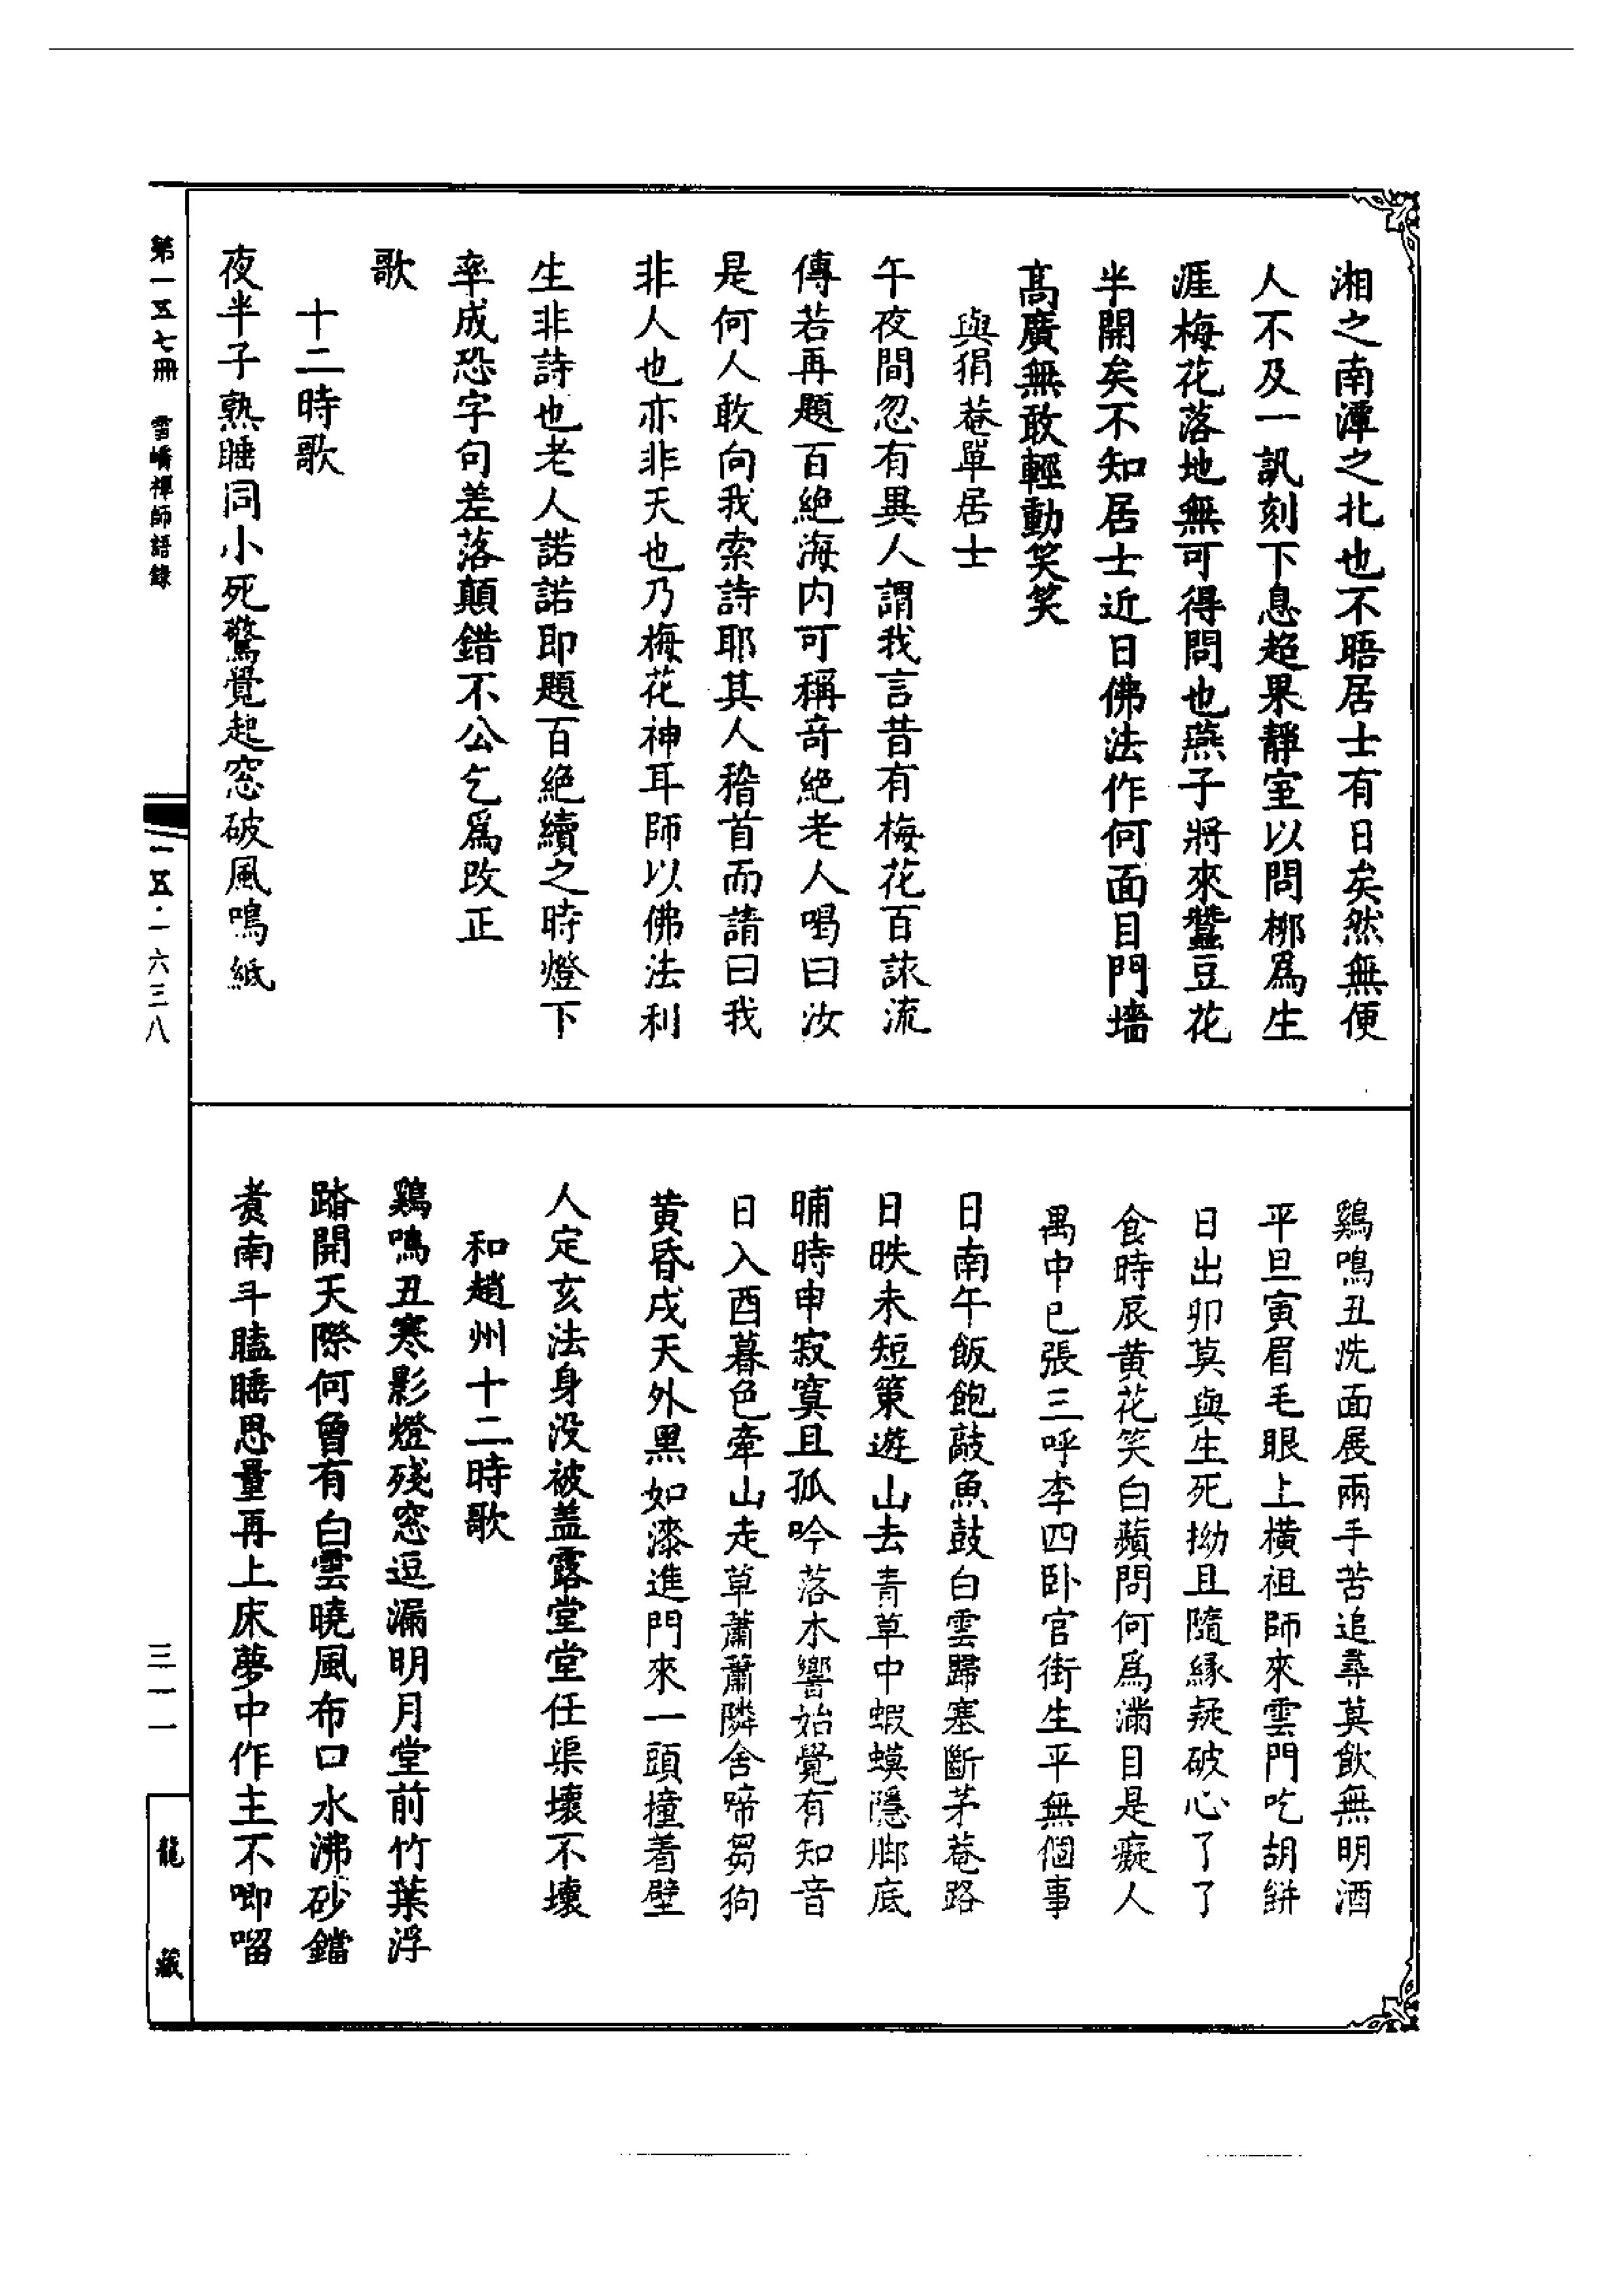 湘之南潭之北也不晤居士有日矣然無便
人不及一訊刻下息趍果靜室以問梛爲生
涯梅花落地無可得問也燕子將來蠶豆花
半開矣不知居士近日佛法作何面目門墻
髙廣無敢輕動笑笑
與狷菴單居士
午夜間忽有異人謂我言昔有梅花百詠流
傳若再題百絕海内可稱竒絕老人喝曰汝
是何人敢向我索詩耶其人稽首而請曰我
非人也亦非天也乃梅花神耳師以佛法利
生非詩也老人諾諾即題百絕續之時燈下
率成恐字句差落顛錯不公乞爲改正
歌
十二時歌
夜半子熟睡同小死驚覺起窓破風鳴紙
鷄鳴丑洗面展兩手苦追尋莫飲無明酒
平旦寅眉毛眼上橫祖師來雲門吃胡餅
日出卯莫與生死拗且隨緣疑破心了了
食時辰黄花笑白蘋問何爲滿目是癡人
禺中巳張三呼李四卧官街生平無個事
日南午飯飽敲魚鼓白雲歸塞斷茅菴路
日昳未短策遊山去青草中蝦蟆隱脚底
晡時申寂寞且孤吟落木響始覺有知音
日入酉暮色牽山走草蕭蕭隣舍啼芻狗
黄昏戌天外黑如漆進門來一頭撞着壁
人定亥法身没被盖露堂堂任渠壞不壞
和趙州十二時歌
鷄鳴丑寒影燈殘窓逗漏明月堂前竹葉浮
踏開天際何曾有白雲曉風布口水沸砂鐺
煑南斗瞌睡思量再上床夢中作主不唧㗧
第一五七冊 雪嶠禪師語錄
一五·一六三八
三一一
龍藏